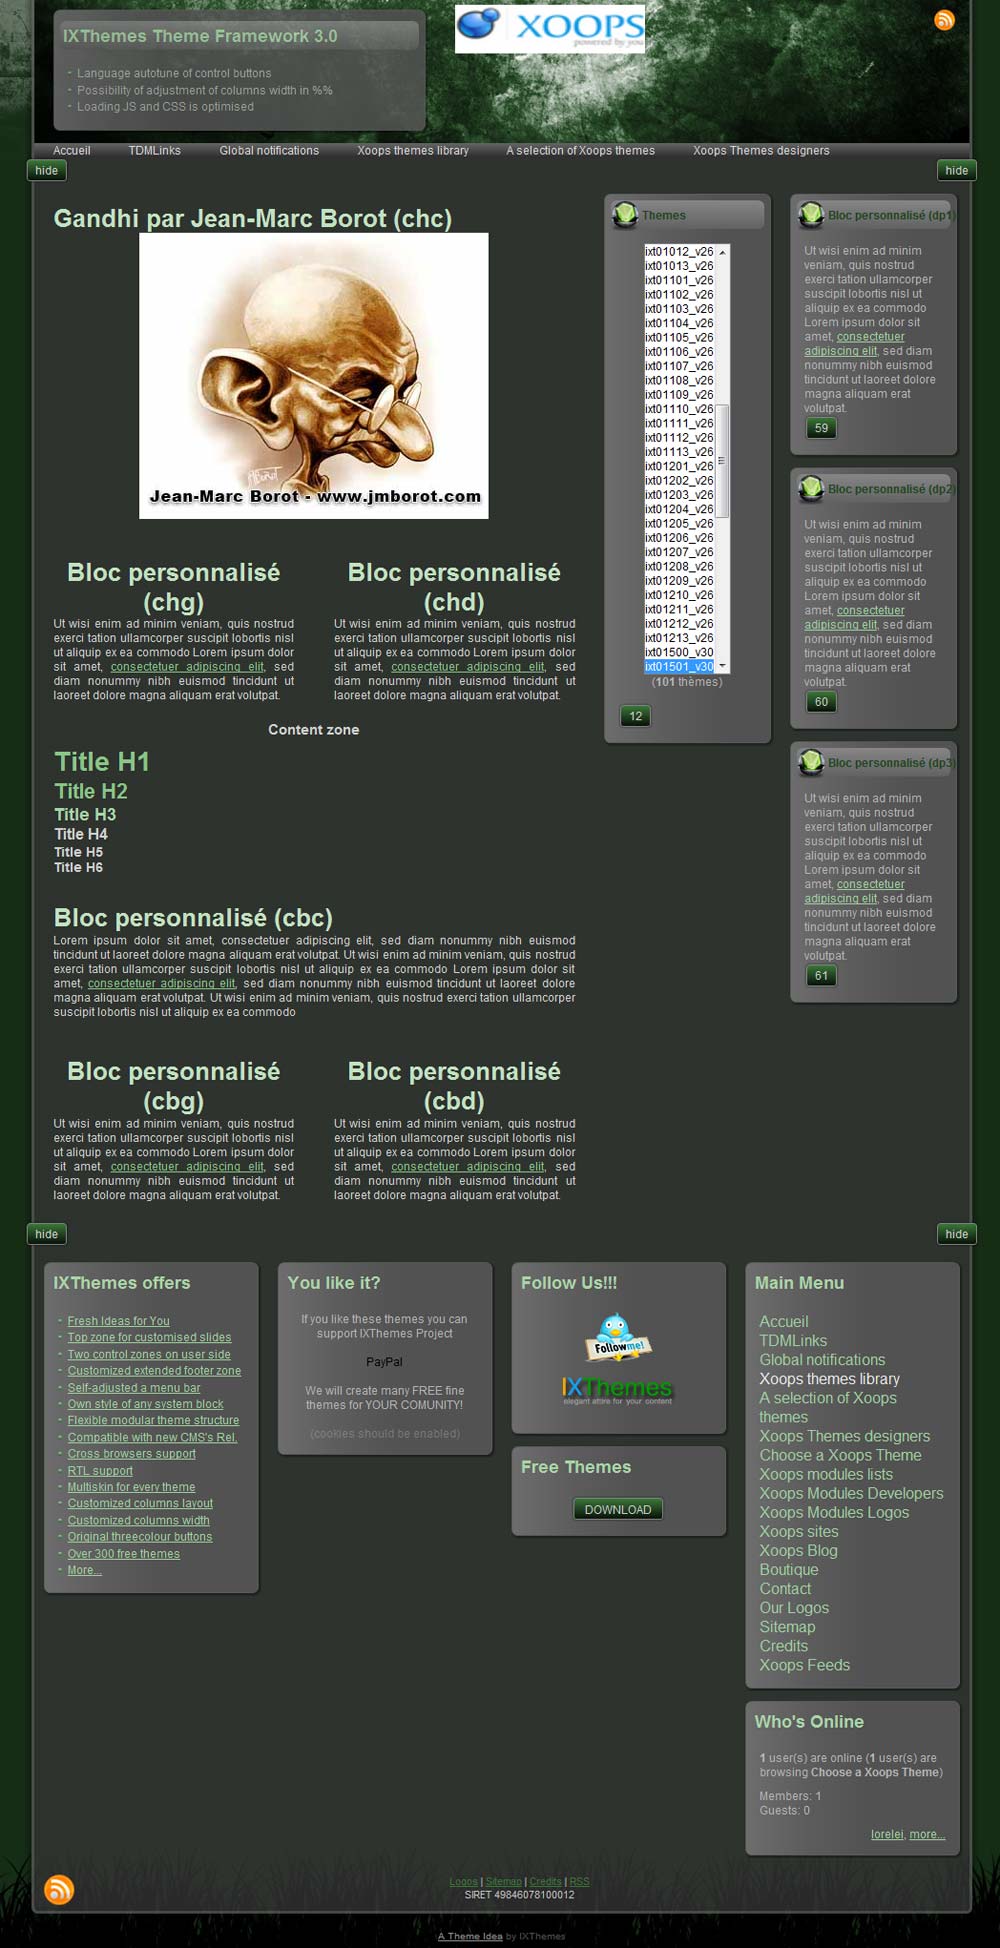 IXThemes Theme Framework 3.0
- Language autotune of control buttons
- Possibility of adjustment of columns width in %%
- Loading JS and CSS is optimised
XOOPS
powered by you
Accueil TDMLinks Global notifications Xoops themes library A selection of Xoops themes Xoops Themes designers
hide hide
Gandhi par Jean-Marc Borot (chc)
Jean-Marc Borot - www.jmborot.com
Bloc personnalisé
(chg)
Ut wisi enim ad minim veniam, quis nostrud
exerci tation ullamcorper suscipit lobortis nisl
ut aliquip ex ea commodo Lorem ipsum dolor
sit amet, consectetuer adipiscing elit, sed
diam nonummy nibh euismod tincidunt ut
laoreet dolore magna aliquam erat volutpat.
Bloc personnalisé
(chd)
Ut wisi enim ad minim veniam, quis nostrud
exerci tation ullamcorper suscipit lobortis nisl
ut aliquip ex ea commodo Lorem ipsum dolor
sit amet, consectetuer adipiscing elit, sed
diam nonummy nibh euismod tincidunt ut
laoreet dolore magna aliquam erat volutpat.
Content zone
Title H1
Title H2
Title H3
Title H4
Title H5
Title H6
Bloc personnalisé (cbc)
Lorem ipsum dolor sit amet, consectetuer adipiscing elit, sed diam nonummy nibh euismod
tincidunt ut laoreet dolore magna aliquam erat volutpat. Ut wisi enim ad minim veniam, quis nostrud
exerci tation ullamcorper suscipit lobortis nisl ut aliquip ex ea commodo Lorem ipsum dolor sit
amet, consectetuer adipiscing elit, sed diam nonummy nibh euismod tincidunt ut laoreet dolore
magna aliquam erat volutpat. Ut wisi enim ad minim veniam, quis nostrud exerci tation ullamcorper
suscipit lobortis nisl ut aliquip ex ea commodo
Bloc personnalisé
(cbg)
Ut wisi enim ad minim veniam, quis nostrud
exerci tation ullamcorper suscipit lobortis nisl
ut aliquip ex ea commodo Lorem ipsum dolor
sit amet, consectetuer adipiscing elit, sed
diam nonummy nibh euismod tincidunt ut
laoreet dolore magna aliquam erat volutpat.
Bloc personnalisé
(cbd)
Ut wisi enim ad minim veniam, quis nostrud
exerci tation ullamcorper suscipit lobortis nisl
ut aliquip ex ea commodo Lorem ipsum dolor
sit amet, consectetuer adipiscing elit, sed
diam nonummy nibh euismod tincidunt ut
laoreet dolore magna aliquam erat volutpat.
Themes
ixt01012_v26
ixt01013_v26
ixt01101_v26
ixt01102_v26
ixt01103_v26
ixt01104_v26
ixt01105_v26
ixt01106_v26
ixt01107_v26
ixt01108_v26
ixt01109_v26
ixt01110_v26
ixt01111_v26
ixt01112_v26
ixt01113_v26
ixt01201_v26
ixt01202_v26
ixt01203_v26
ixt01204_v26
ixt01205_v26
ixt01206_v26
ixt01207_v26
ixt01208_v26
ixt01209_v26
ixt01210_v26
ixt01211_v26
ixt01212_v26
ixt01213_v26
ixt01500_v30
ixt01501_v30
(101 thèmes)
12
Bloc personnalisé (dp1)
Ut wisi enim ad minim
veniam, quis nostrud
exerci tation ullamcorper
suscipit lobortis nisl ut
aliquip ex ea commodo
Lorem ipsum dolor sit
amet, consectetuer
adipiscing elit, sed diam
nonummy nibh euismod
tincidunt ut laoreet dolore
magna aliquam erat
volutpat.
59
Bloc personnalisé (dp2)
Ut wisi enim ad minim
veniam, quis nostrud
exerci tation ullamcorper
suscipit lobortis nisl ut
aliquip ex ea commodo
Lorem ipsum dolor sit
amet, consectetuer
adipiscing elit, sed diam
nonummy nibh euismod
tincidunt ut laoreet dolore
magna aliquam erat
volutpat.
60
Bloc personnalisé (dp3)
Ut wisi enim ad minim
veniam, quis nostrud
exerci tation ullamcorper
suscipit lobortis nisl ut
aliquip ex ea commodo
Lorem ipsum dolor sit
amet, consectetuer
adipiscing elit, sed diam
nonummy nibh euismod
tincidunt ut laoreet dolore
magna aliquam erat
volutpat.
61
hide hide
IXThemes offers
- Fresh Ideas for You
- Top zone for customised slides
- Two control zones on user side
- Customized extended footer zone
- Self-adjusted a menu bar
- Own style of any system block
- Flexible modular theme structure
- Compatible with new CMS's Rel.
- Cross browsers support
- RTL support
- Multiskin for every theme
- Customized columns layout
- Customized columns width
- Original threecolour buttons
- Over 300 free themes
- More...
You like it?
If you like these themes you can
support IXThemes Project
PayPal
We will create many FREE fine
themes for YOUR COMUNITY!
(cookies should be enabled)
Follow Us!!!
Follow me!
IXThemes
elegant attire for your content
Free Themes
DOWNLOAD
Main Menu
Accueil
TDMLinks
Global notifications
Xoops themes library
A selection of Xoops
themes
Xoops Themes designers
Choose a Xoops Theme
Xoops modules lists
Xoops Modules Developers
Xoops Modules Logos
Xoops sites
Xoops Blog
Boutique
Contact
Our Logos
Sitemap
Credits
Xoops Feeds
Who's Online
1 user(s) are online (1 user(s) are
browsing Choose a Xoops Theme)
Members: 1
Guests: 0
lorelei, more...
Logos | Sitemap | Credits | RSS
SIRET 49846078100012
A Theme Idea by IXThemes